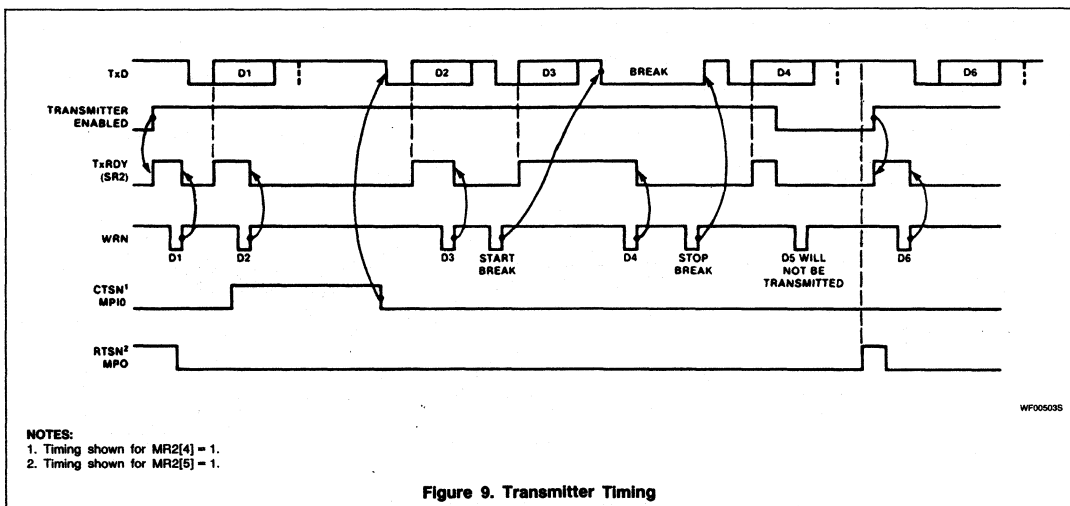 TxD
D1
D2
D3
BREAK
D4
D6
TRANSMITTER
ENABLED
TxRDY
(SR2)
WRN
D1
D2
D3
START
BREAK
D4
STOP
BREAK
D5 WILL
NOT BE
TRANSMITTED
D6
CTSN1
MPI0
RTSN2
MPO
WF00503S
NOTES:
1. Timing shown for MR2[4] = 1.
2. Timing shown for MR2[5] = 1.
Figure 9. Transmitter Timing